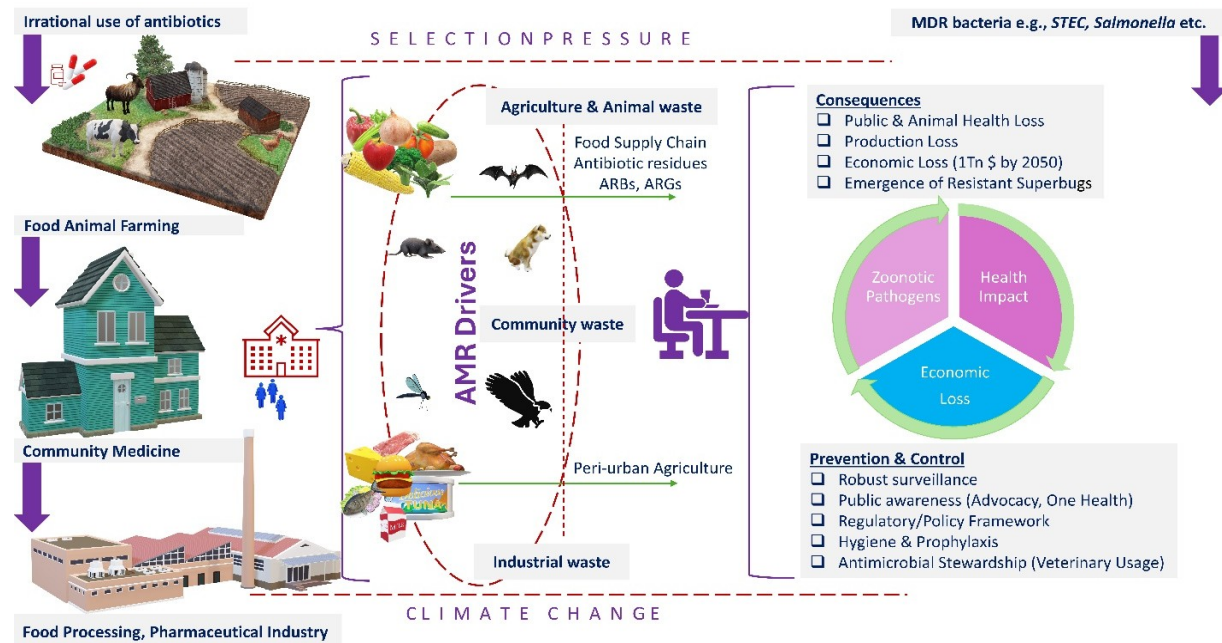 Irrational use of antibiotics
SELECTIONPRESSURE
MDR bacteria e.g., STEC, Salmonella etc.
Food Animal Farming
Community Medicine
Food Processing, Pharmaceutical Industry
AMR Drivers
Agriculture & Animal waste
Food Supply Chain
Antibiotic residues
ARBs, ARGs
Community waste
Peri-urban Agriculture
TUNA
MILK
Industrial waste
CLIMATE CHANGE
Consequences
Public & Animal Health Loss
Production Loss
Economic Loss (1Tn $ by 2050)
Emergence of Resistant Superbugs
Zoonotic
Pathogens
Health
Impact
Economic
Loss
Prevention & Control
Robust surveillance
Public awareness (Advocacy, One Health)
Regulatory/Policy Framework
Hygiene & Prophylaxis
Antimicrobial Stewardship (Veterinary Usage)